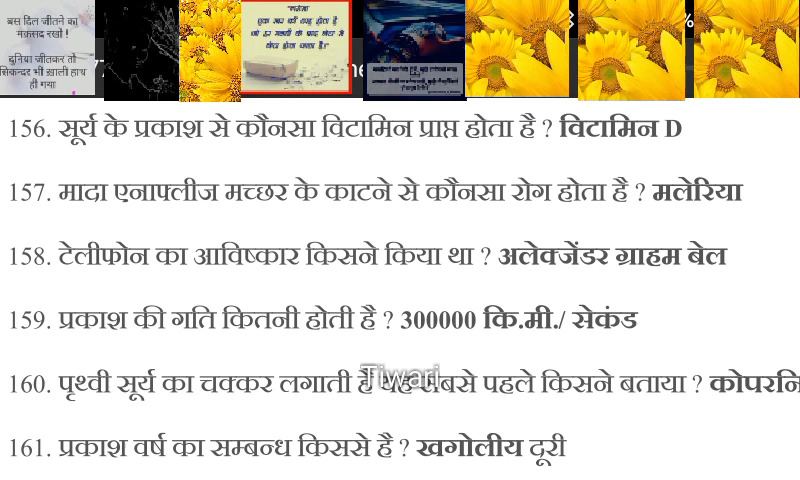 बस दिल जीतने का
मक़सद रखो !
दुनिया जीतकर तो
सिकन्दर भी ख़ाली हाथ
ही गया
156. सूर्य के प्रकाश से कौनसा विटामिन प्राप्त होता है ? विटामिन D
157. मादा एनाफ्लीज मच्छर के काटने से कौनसा रोग होता है ? मलेरिया
158. टेलीफोन का आविष्कार किसने किया था ? अलेक्जेंडर ग्राहम बेल
159. प्रकाश की गति कितनी होती है ? 300000 कि.मी./ सेकंड
Tiwari
160. पृथ्वी सूर्य का चक्कर लगाती है यह सबसे पहले किसने बताया ? कोपरनि
161. प्रकाश वर्ष का सम्बन्ध किससे है ? खगोलीय दूरी